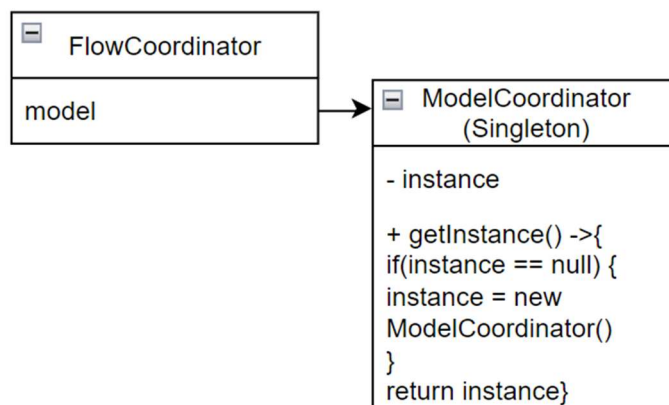 FlowCoordinator
model
ModelCoordinator
(Singleton)
- instance
+ getInstance() ->{
if(instance == null) {
instance = new
ModelCoordinator()
}
return instance}